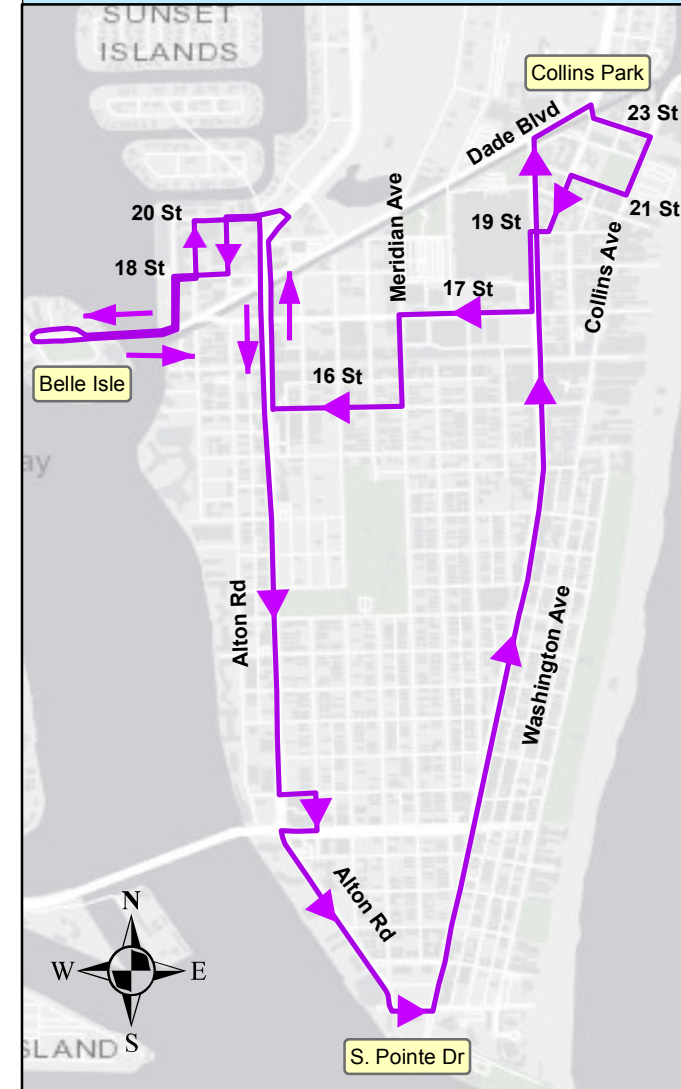 SUNSET
ISLANDS
Collins Park
23 St
Dade Blvd
Meridian Ave
20 St
19 St
21 St
18 St
17 St
Collins Ave
16 St
Belle Isle
ay
Alton Rd
Washington Ave
Alton Rd
N
W
E
S
SLAND
S. Pointe Dr